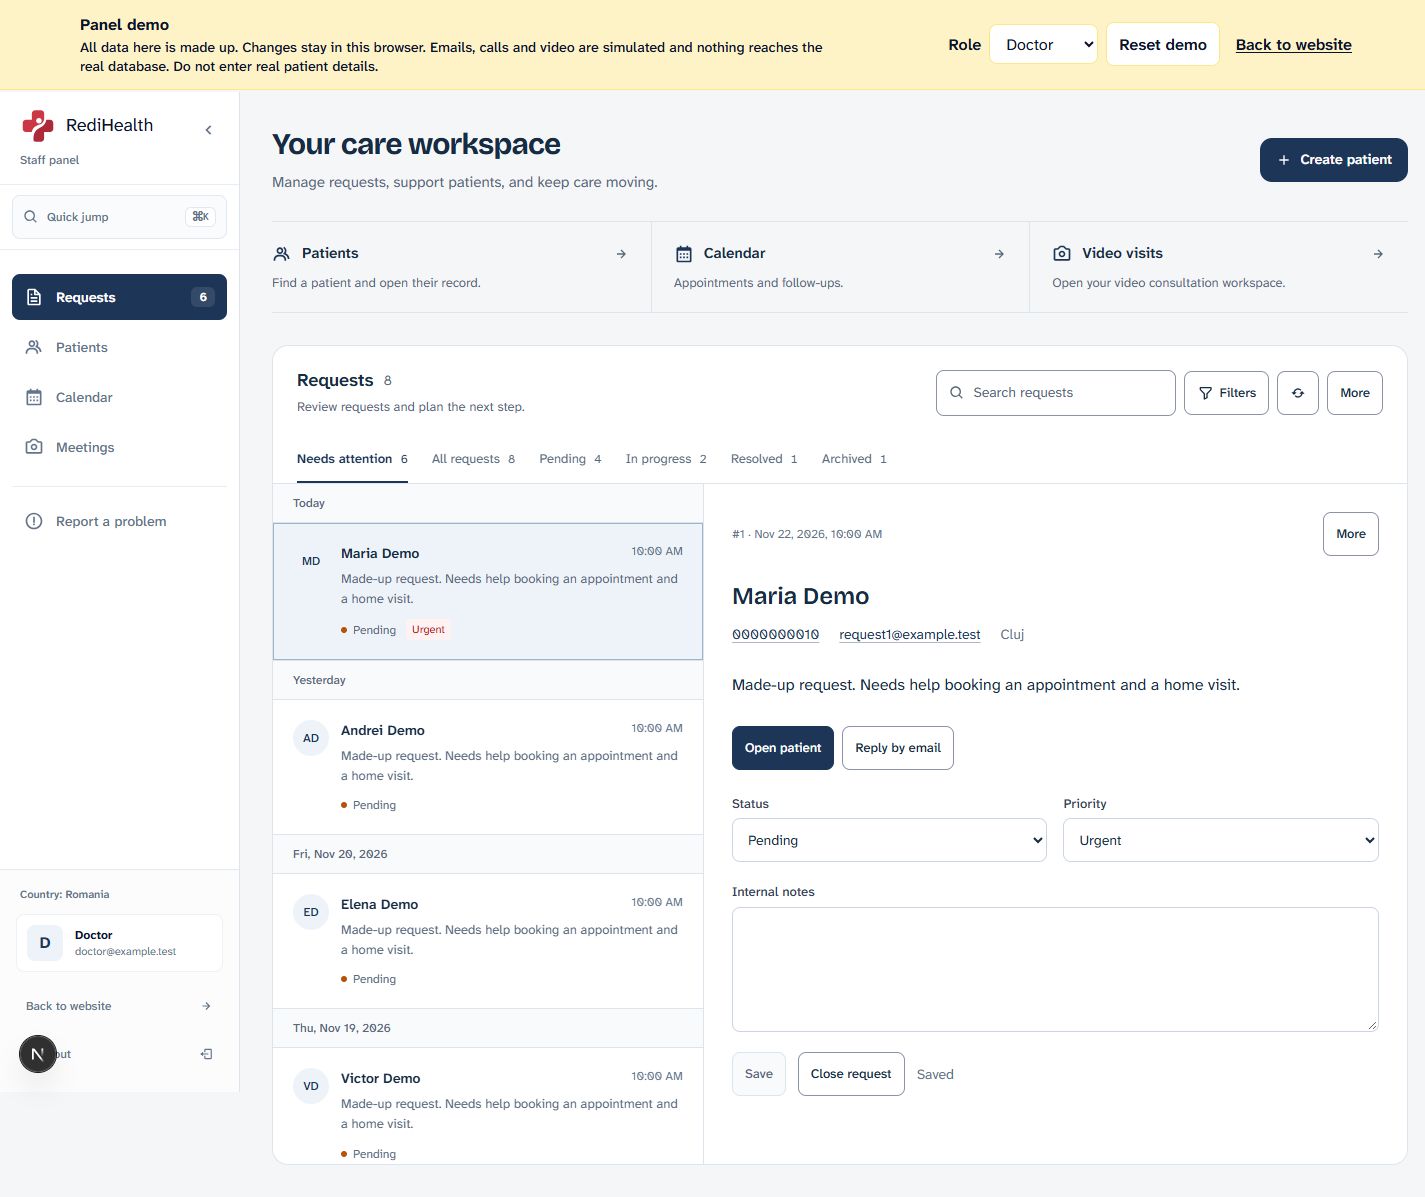 Panel demo
All data here is made up. Changes stay in this browser. Emails, calls and video are simulated and nothing reaches the
real database. Do not enter real patient details.
Role
Doctor
Reset demo
Back to website
RediHealth
Staff panel
Quick jump
⌘K
Requests 6
Patients
Calendar
Meetings
Report a problem
Country: Romania
D
Doctor
doctor@example.test
Back to website
N
Your care workspace
Manage requests, support patients, and keep care moving.
+ Create patient
Patients
Find a patient and open their record.
Calendar
Appointments and follow-ups.
Video visits
Open your video consultation workspace.
Requests 8
Review requests and plan the next step.
Search requests
Filters
More
Needs attention 6
All requests 8
Pending 4
In progress 2
Resolved 1
Archived 1
Today
MD
Maria Demo
10:00 AM
Made-up request. Needs help booking an appointment and
a home visit.
Pending
Urgent
Yesterday
AD
Andrei Demo
10:00 AM
Made-up request. Needs help booking an appointment and
a home visit.
Pending
Fri, Nov 20, 2026
ED
Elena Demo
10:00 AM
Made-up request. Needs help booking an appointment and
a home visit.
Pending
Thu, Nov 19, 2026
VD
Victor Demo
10:00 AM
Made-up request. Needs help booking an appointment and
a home visit.
Pending
#1 · Nov 22, 2026, 10:00 AM
More
Maria Demo
0000000010
request1@example.test
Cluj
Made-up request. Needs help booking an appointment and a home visit.
Open patient
Reply by email
Status
Priority
Pending
Urgent
Internal notes
Save
Close request
Saved